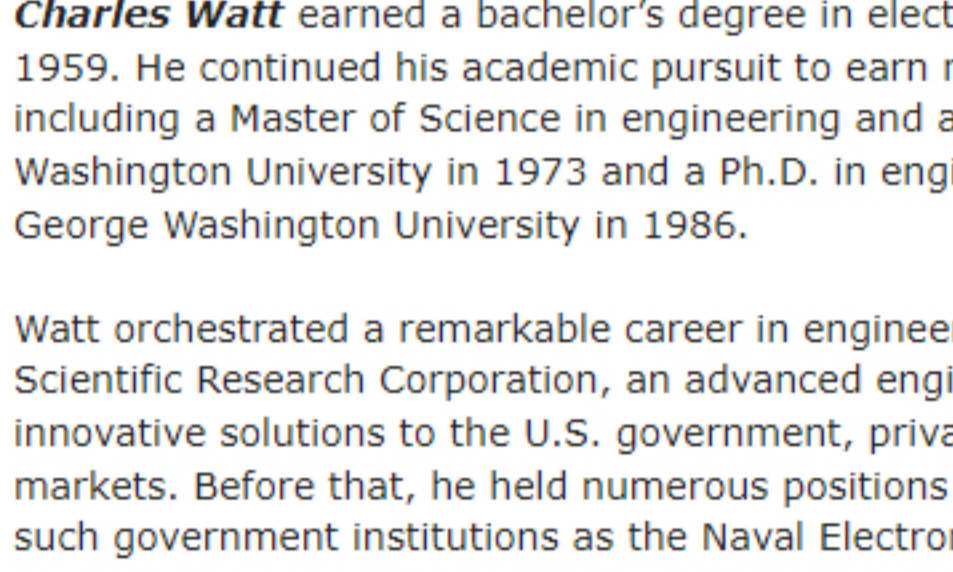 Charles Watt earned a bachelor's degree in elect
1959. He continued his academic pursuit to earn
including a Master of Science in engineering and a
Washington University in 1973 and a Ph.D. in engi
George Washington University in 1986.
Watt orchestrated a remarkable career in engineer
Scientific Research Corporation, an advanced engi
innovative solutions to the U.S. government, priva
markets. Before that, he held numerous positions
such government institutions as the Naval Electro